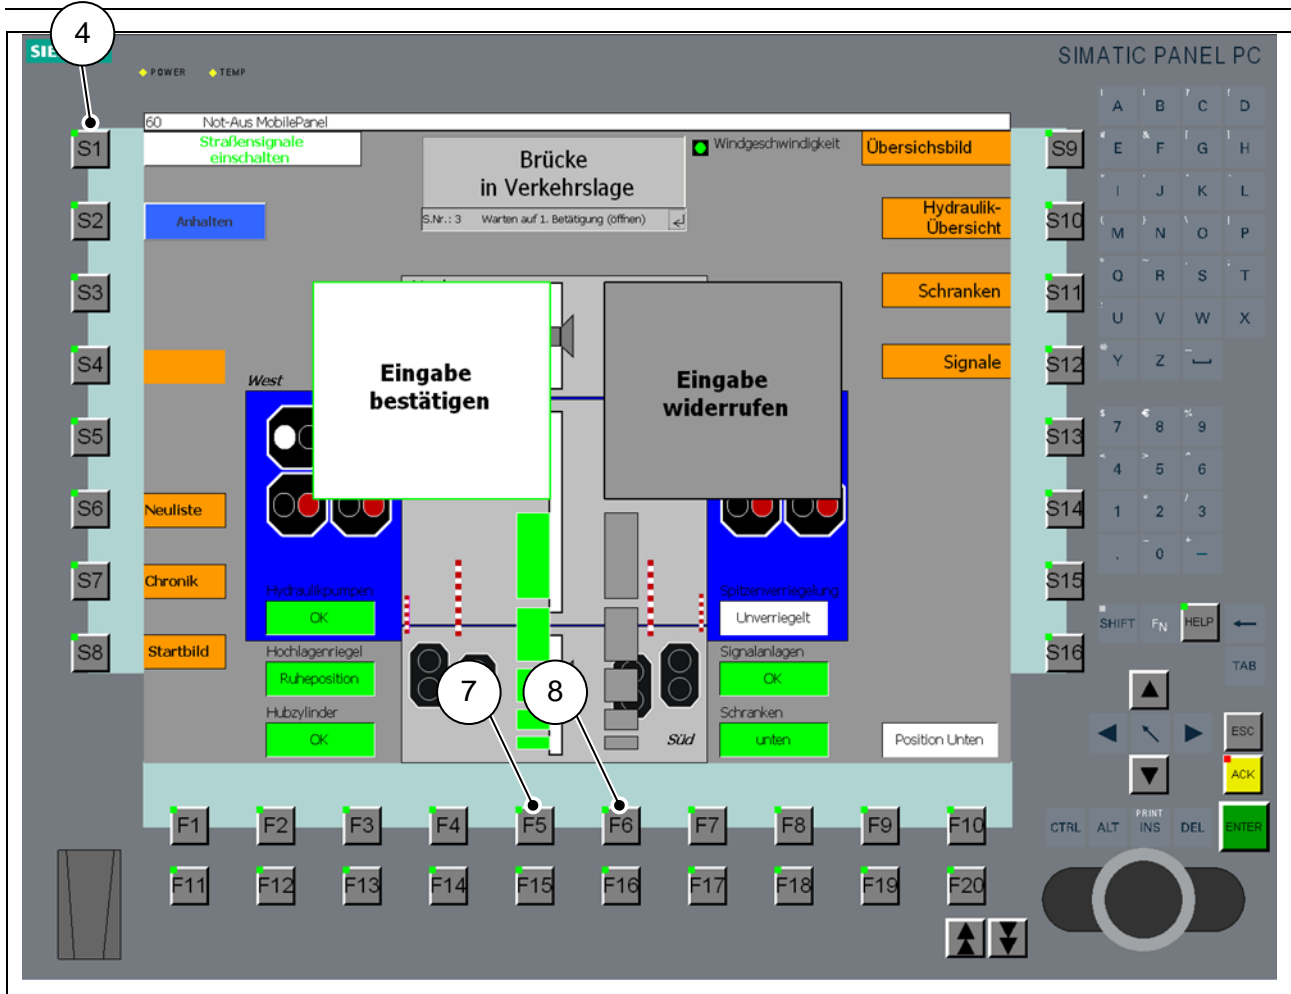 4
SIE
SIMATIC PANEL PC
POWER
TEMP
60 Not-Aus MobilePanel
S1
Straßensignale
einschalten
Brücke
in Verkehrslage
S.Nr.: 3 Warten auf 1. Betätigung (öffnen)
Windgeschwindigkeit
Übersichsbild
S9
S2
Anhalten
Hydraulik-
Übersicht
S10
S3
Schranken
S11
S4
Signale
S12
West
Eingabe
bestätigen
Eingabe
widerrufen
S5
S13
S6
Neuliste
S14
S7
Chronik
S15
Hydraulikpumpen
OK
Spitzenverriegelung
Unverriegelt
S8
Startbild
S16
Hochlagenriegel
Ruheposition
Signalanlagen
OK
7
8
Hubzylinder
OK
Süd
Schranken
unten
Position Unten
F1 F2 F3 F4 F5 F6 F7 F8 F9 F10
F11 F12 F13 F14 F15 F16 F17 F18 F19 F20
A B C D
E F G H
I J K L
M N O P
Q R S T
U V W X
Y Z
7 8 9
4 5 6
1 2 3
. 0 −
SHIFT FN HELP
TAB
ESC
ACK
CTRL ALT PRINT INS DEL ENTER